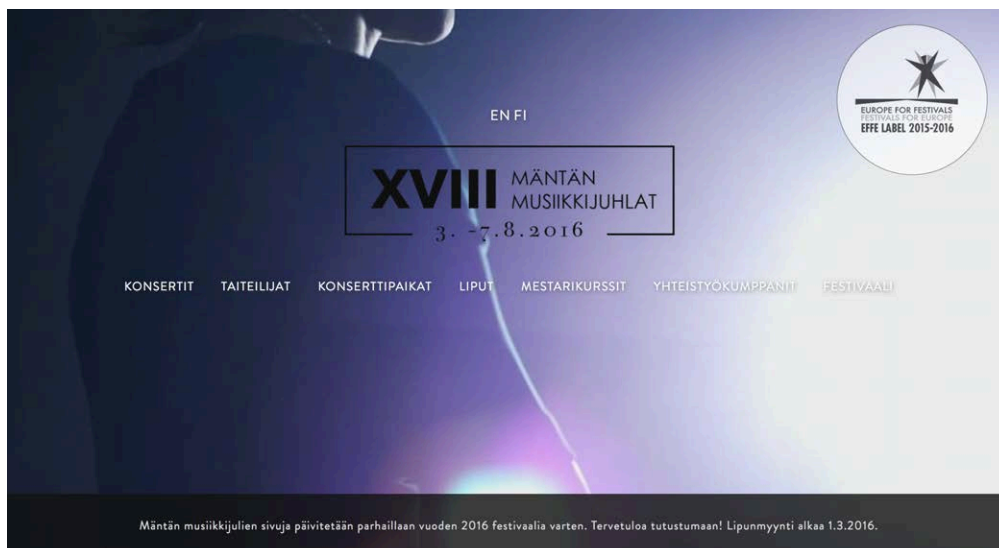 EUROPE FOR FESTIVALS
FESTIVALS FOR EUROPE
EFFE LABEL 2015-2016
EN FI
XVIII MÄNTÄN
MUSIIKKIJUHLAT
3. -7.8.2016
KONSERTIT TAITEILIJAT KONSERTTIPAIKAT LIPUT MESTARIKURSSIT YHTEISTYÖKUMPPANIT FESTIVAALI
Mäntän musiikkijulien sivuja päivitetään parhaillaan vuoden 2016 festivaalia varten. Tervetuloa tutustumaan! Lipunmyynti alkaa 1.3.2016.